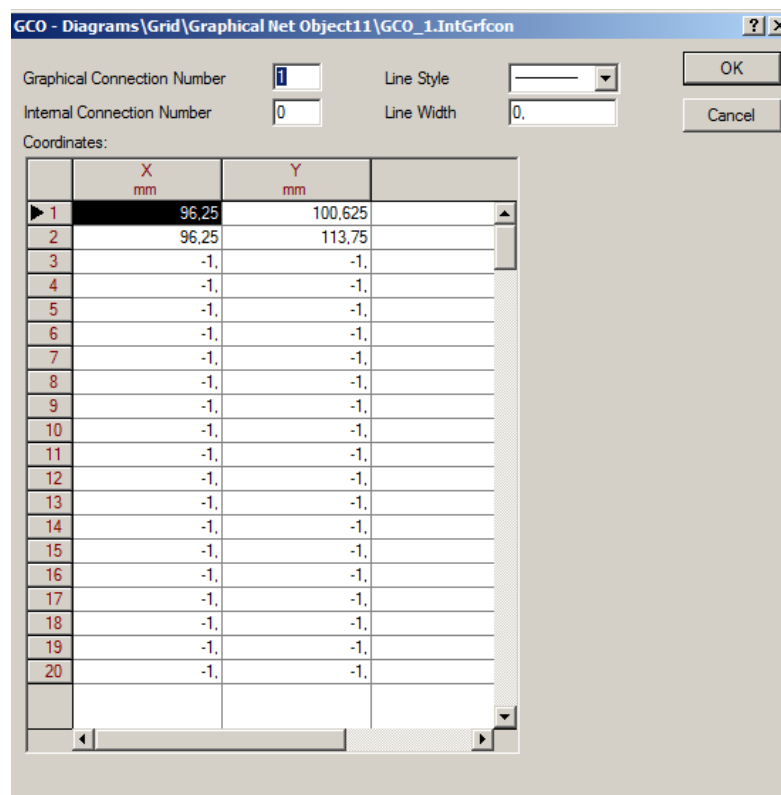 GCO - Diagrams\Grid\Graphical Net Object11\GCO_1.IntGrfcon
Graphical Connection Number 1 Line Style OK
Internal Connection Number 0 Line Width 0, Cancel
Coordinates:
X Y
mm mm
1 96,25 100,625
2 96,25 113,75
3 -1, -1,
4 -1, -1,
5 -1, -1,
6 -1, -1,
7 -1, -1,
8 -1, -1,
9 -1, -1,
10 -1, -1,
11 -1, -1,
12 -1, -1,
13 -1, -1,
14 -1, -1,
15 -1, -1,
16 -1, -1,
17 -1, -1,
18 -1, -1,
19 -1, -1,
20 -1, -1,